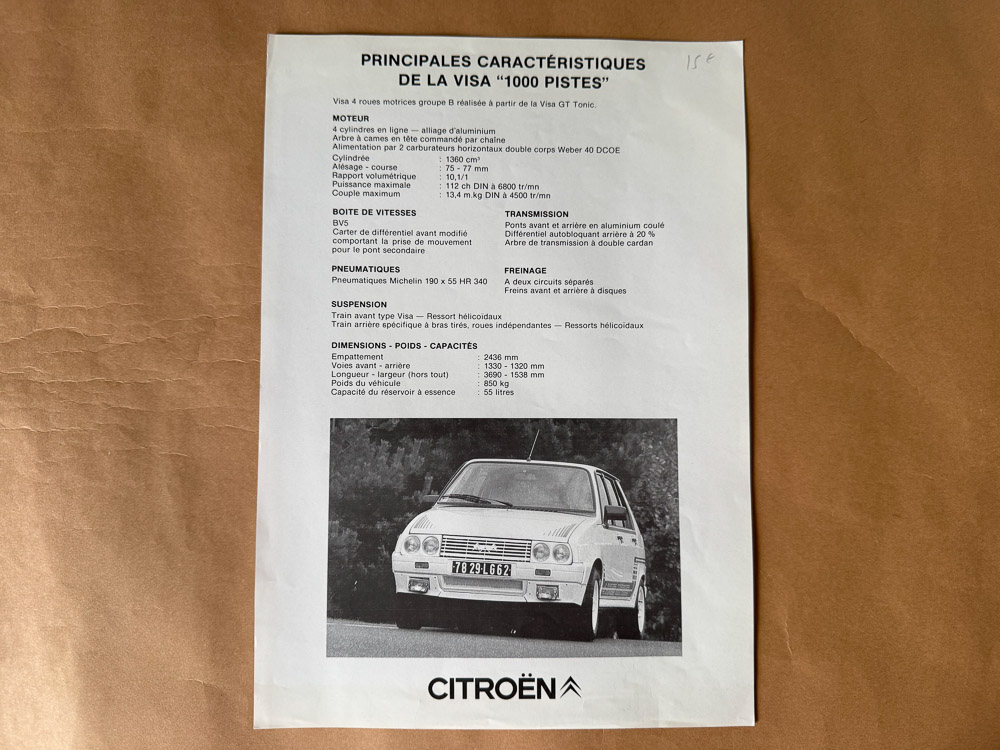 PRINCIPALES CARACTÉRISTIQUES
DE LA VISA “1000 PISTES”
15 €
Visa 4 roues motrices groupe B réalisée à partir de la Visa GT Tonic.
MOTEUR
4 cylindres en ligne — alliage d'aluminium
Arbre à cames en tête commandé par chaîne
Alimentation par 2 carburateurs horizontaux double corps Weber 40 DCOE
Cylindrée : 1360 cm³
Alésage - course : 75 - 77 mm
Rapport volumétrique : 10,1/1
Puissance maximale : 112 ch DIN à 6800 tr/mn
Couple maximum : 13,4 m.kg DIN à 4500 tr/mn
BOITE DE VITESSES
BV5
Carter de différentiel avant modifié
comportant la prise de mouvement
pour le pont secondaire
TRANSMISSION
Ponts avant et arrière en aluminium coulé
Différentiel autobloquant arrière à 20 %
Arbre de transmission à double cardan
PNEUMATIQUES
Pneumatiques Michelin 190 x 55 HR 340
FREINAGE
A deux circuits séparés
Freins avant et arrière à disques
SUSPENSION
Train avant type Visa — Ressort hélicoïdaux
Train arrière spécifique à bras tirés, roues indépendantes — Ressorts hélicoïdaux
DIMENSIONS - POIDS - CAPACITÉS
Empattement : 2436 mm
Voies avant - arrière : 1330 - 1320 mm
Longueur - largeur (hors tout) : 3690 - 1538 mm
Poids du véhicule : 850 kg
Capacité du réservoir à essence : 55 litres
78 29·LG62
CITROËN